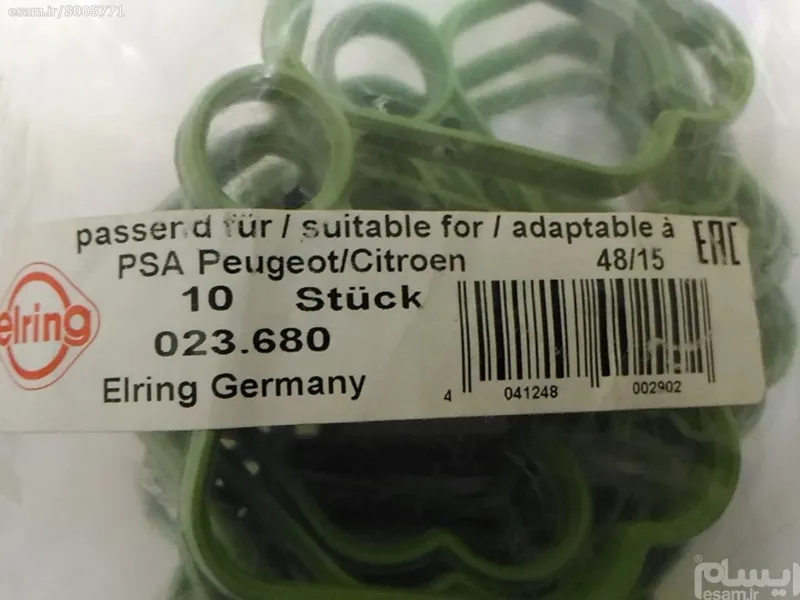 esam.ir/6005771
passend für / suitable for / adaptable à
EAC
PSA Peugeot/Citroen
48/15
elring
10 Stück
023.680
Elring Germany
4 041248 002902
ایسام
esam.ir